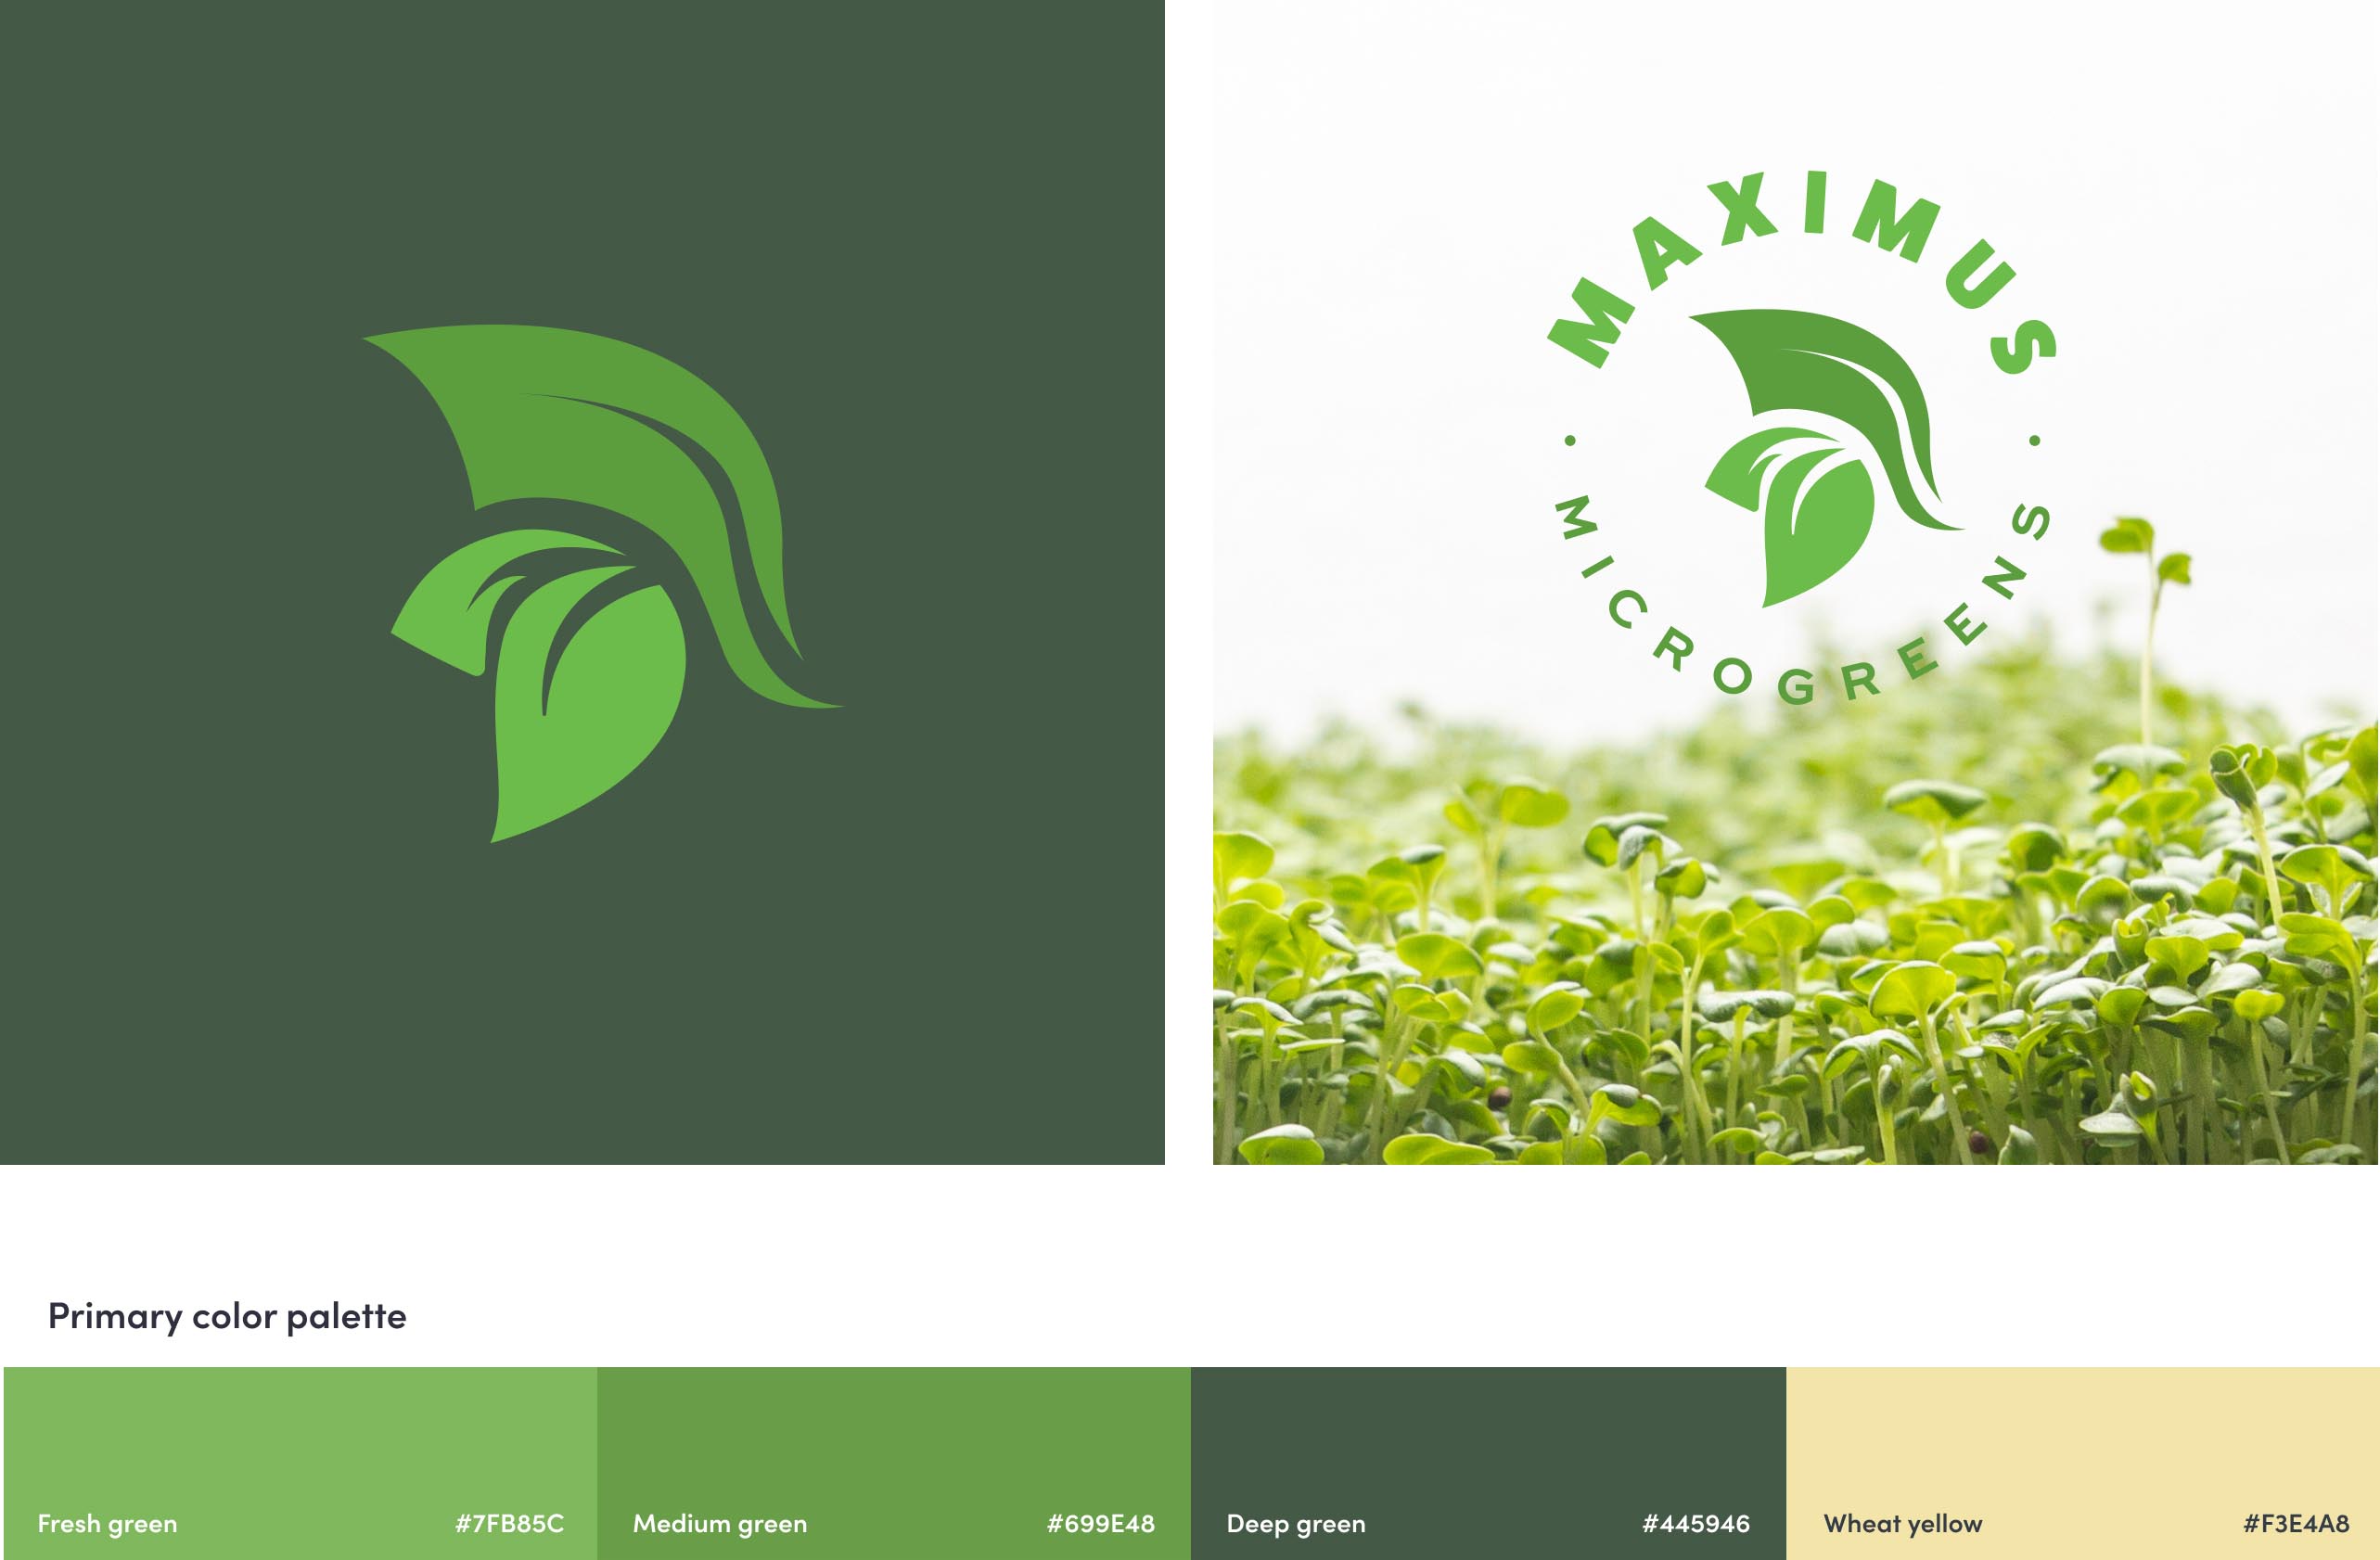 MAXIMUS
MICROGREENS
Primary color palette
Fresh green #7FB85C
Medium green #699E48
Deep green #445946
Wheat yellow #F3E4A8